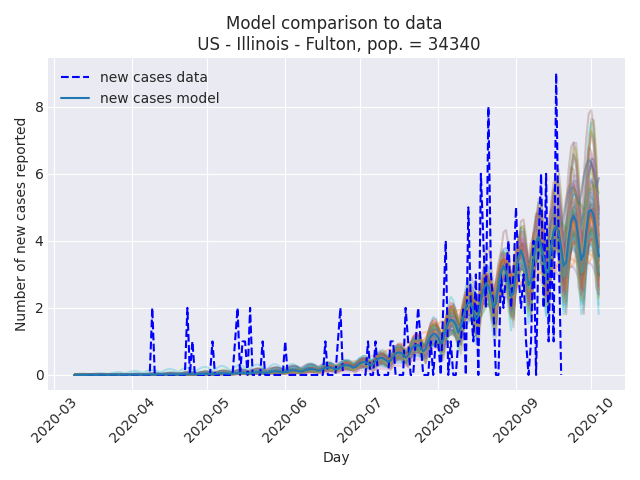 Model comparison to data
US - Illinois - Fulton, pop. = 34340
new cases data
new cases model
Number of new cases reported
8
6
4
2
0
2020-03
2020-04
2020-05
2020-06
2020-07
2020-08
2020-09
2020-10
Day